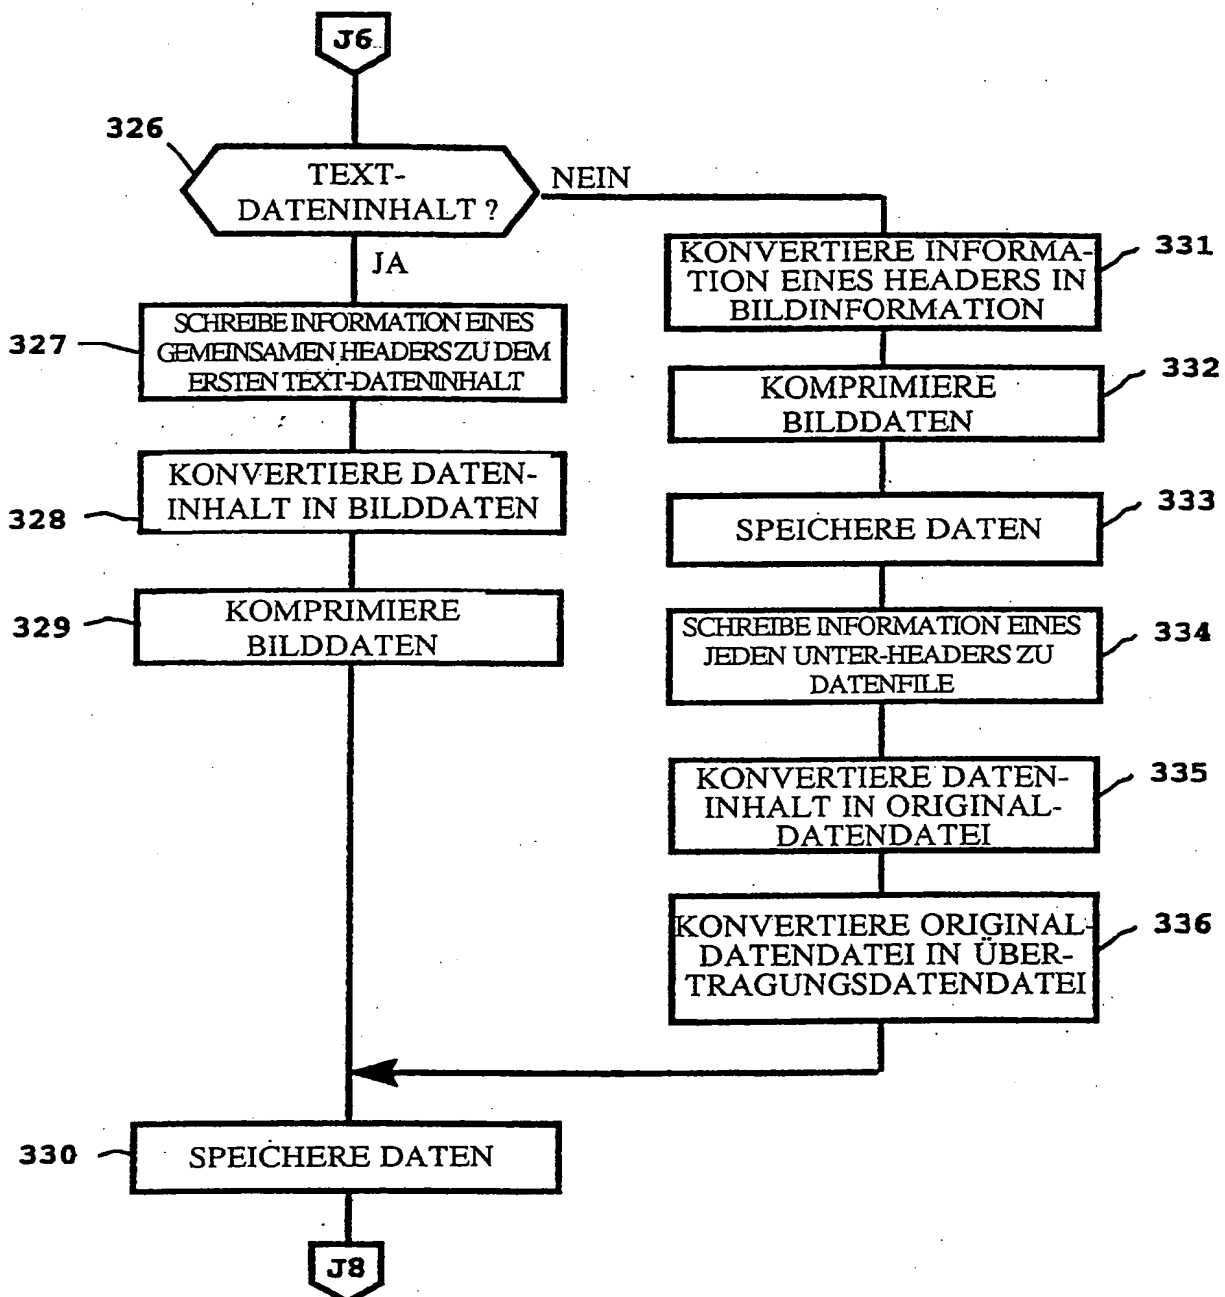 J6
326
TEXT-
DATENINHALT ?
NEIN
JA
327
SCHREIBE INFORMATION EINES
GEMEINSAMEN HEADERS ZU DEM
ERSTEN TEXT-DATENINHALT
328
KONVERTIERE DATEN-
INHALT IN BILDDATEN
329
KOMPRIMIERE
BILDDATEN
331
KONVERTIERE INFORMA-
TION EINES HEADERS IN
BILDINFORMATION
332
KOMPRIMIERE
BILDDATEN
333
SPEICHERE DATEN
334
SCHREIBE INFORMATION EINES
JEDEN UNTER-HEADERS ZU
DATENFILE
335
KONVERTIERE DATEN-
INHALT IN ORIGINAL-
DATENDATEI
336
KONVERTIERE ORIGINAL-
DATENDATEI IN ÜBER-
TRAGUNGSDATENDATEI
330
SPEICHERE DATEN
J8